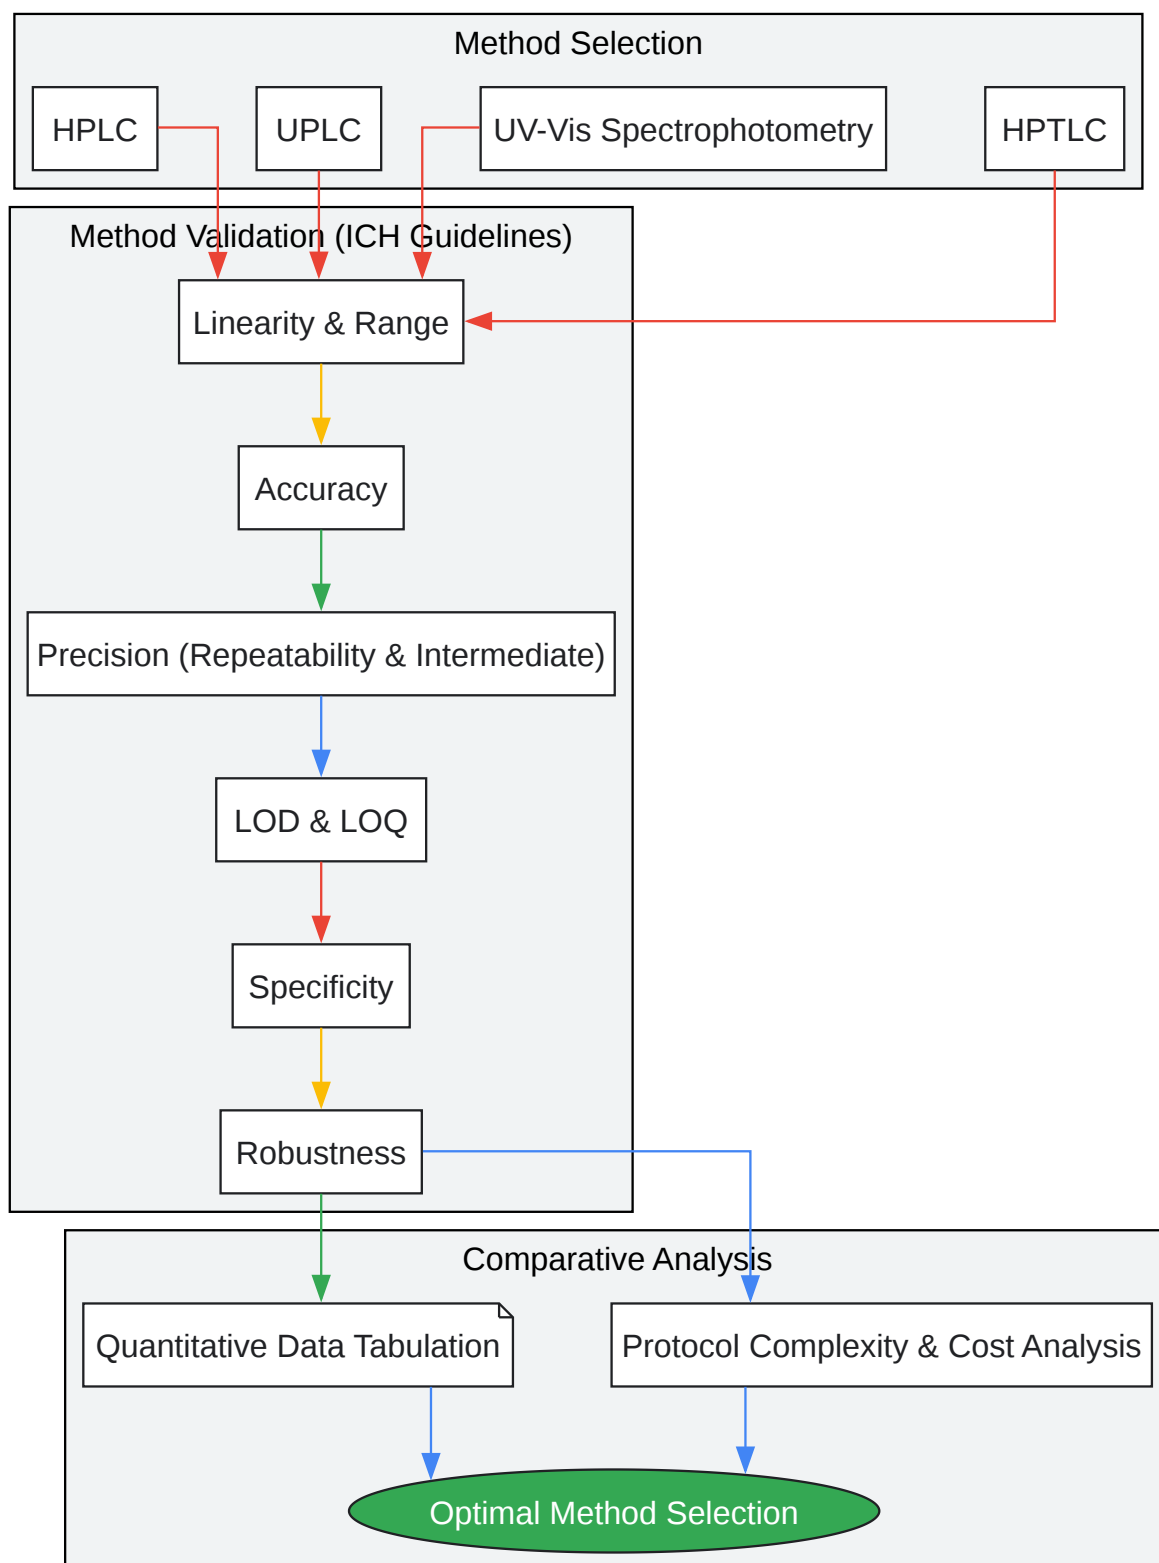 Method Selection
HPLC
UPLC
UV-Vis Spectrophotometry
HPTLC
Method Validation (ICH Guidelines)
Linearity & Range
Accuracy
Precision (Repeatability & Intermediate)
LOD & LOQ
Specificity
Robustness
Comparative Analysis
Quantitative Data Tabulation
Protocol Complexity & Cost Analysis
Optimal Method Selection